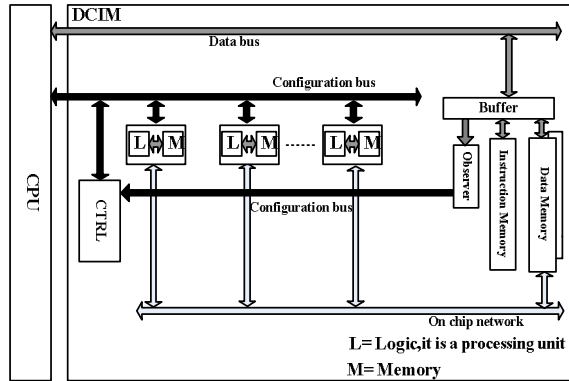 DCIM
Data bus
Configuration bus
Buffer
L M
L M
L M
CPU
CTRL
Observer
Instruction Memory
Data Memory
Configuration bus
On chip network
L= Logic,it is a processing unit
M= Memory